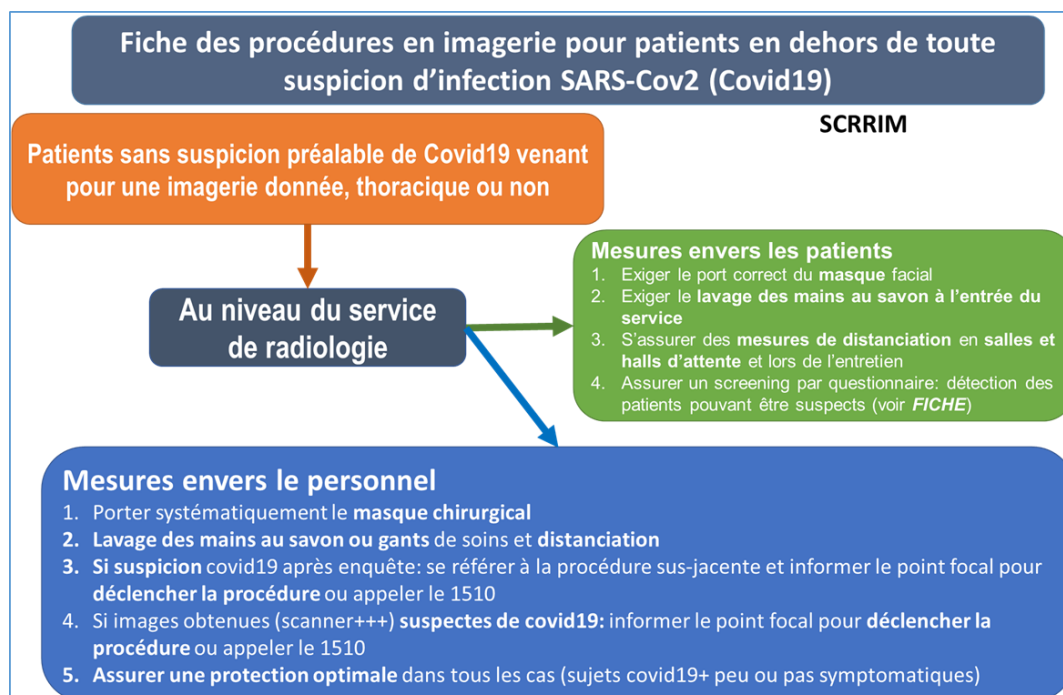 Fiche des procédures en imagerie pour patients en dehors de toute
suspicion d'infection SARS-Cov2 (Covid19)
SCRRIM
Patients sans suspicion préalable de Covid19 venant
pour une imagerie donnée, thoracique ou non
Au niveau du service
de radiologie
Mesures envers les patients
1. Exiger le port correct du masque facial
2. Exiger le lavage des mains au savon à l'entrée du
service
3. S'assurer des mesures de distanciation en salles et
halls d'attente et lors de l'entretien
4. Assurer un screening par questionnaire: détection des
patients pouvant être suspects (voir FICHE)
Mesures envers le personnel
1. Porter systématiquement le masque chirurgical
2. Lavage des mains au savon ou gants de soins et distanciation
3. Si suspicion covid19 après enquête: se référer à la procédure sus-jacente et informer le point focal pour
déclencher la procédure ou appeler le 1510
4. Si images obtenues (scanner+++) suspectes de covid19: informer le point focal pour déclencher la
procédure ou appeler le 1510
5. Assurer une protection optimale dans tous les cas (sujets covid19+ peu ou pas symptomatiques)